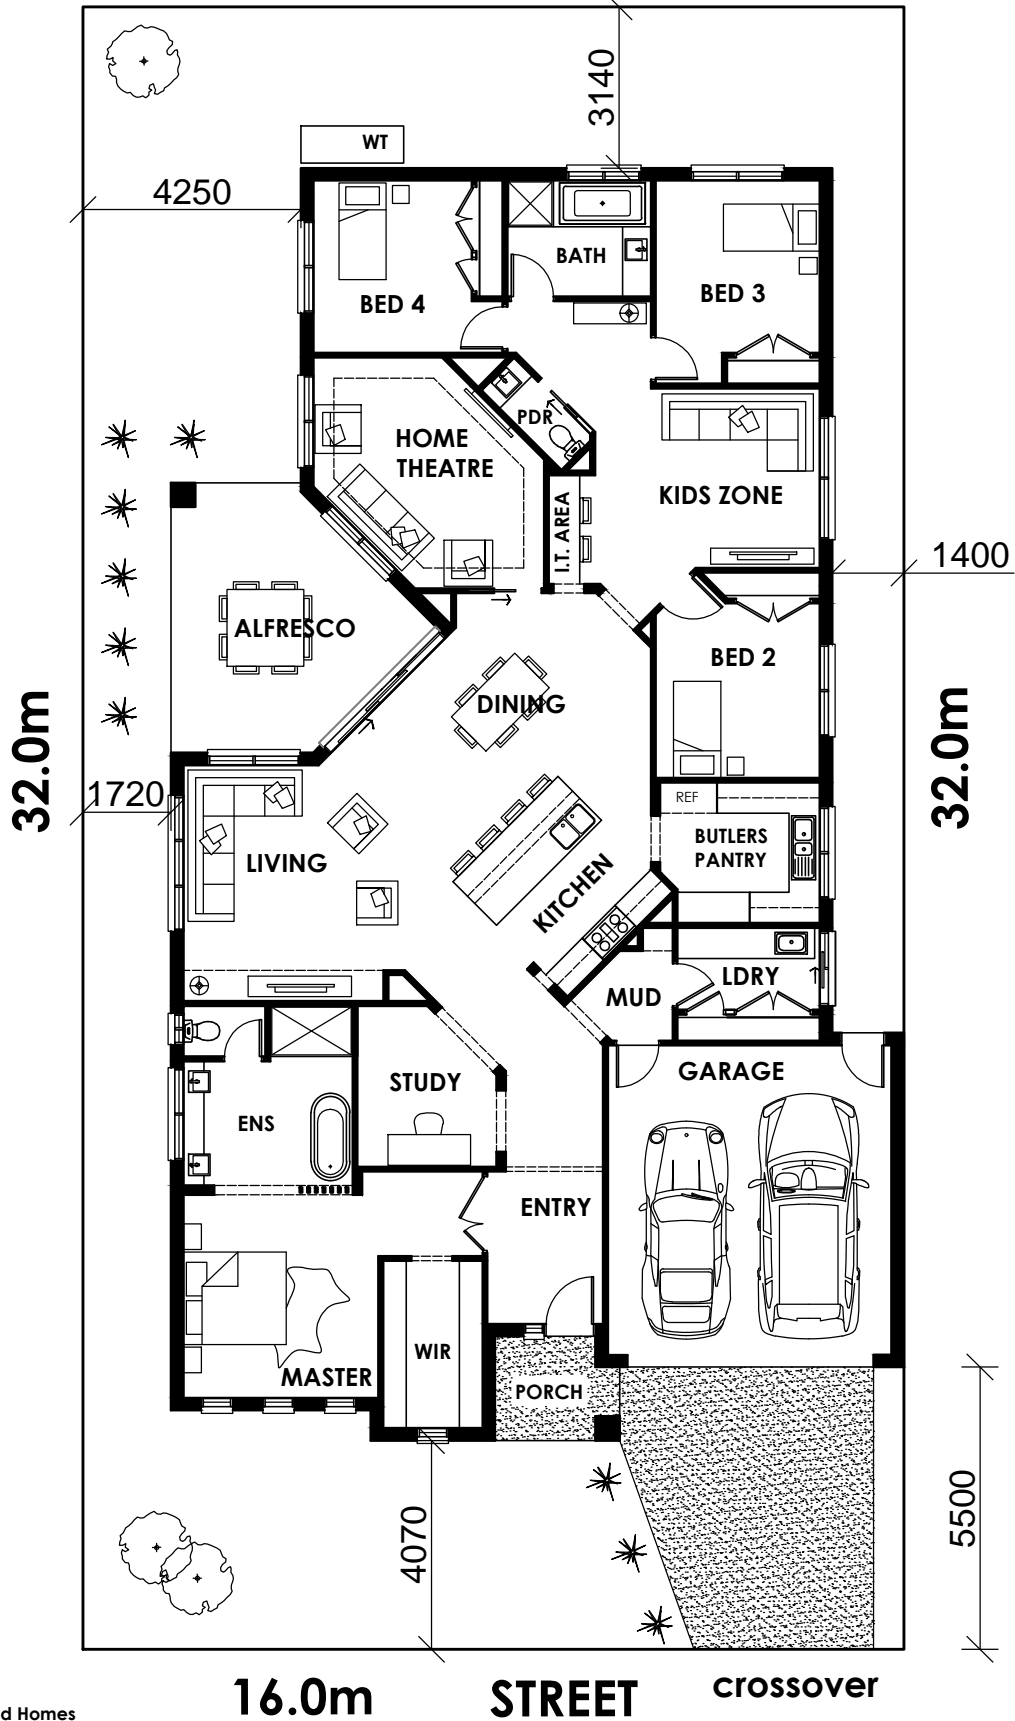 3140
WT
4250
BATH
BED 4
BED 3
PDR
HOME
THEATRE
KIDS ZONE
I.T. AREA
1400
ALFRESCO
BED 2
DINING
32.0m
32.0m
1720
REF
BUTLERS
PANTRY
LIVING
KITCHEN
LDRY
MUD
GARAGE
STUDY
ENS
ENTRY
WIR
MASTER
PORCH
5500
4070
16.0m
STREET
crossover
d Homes